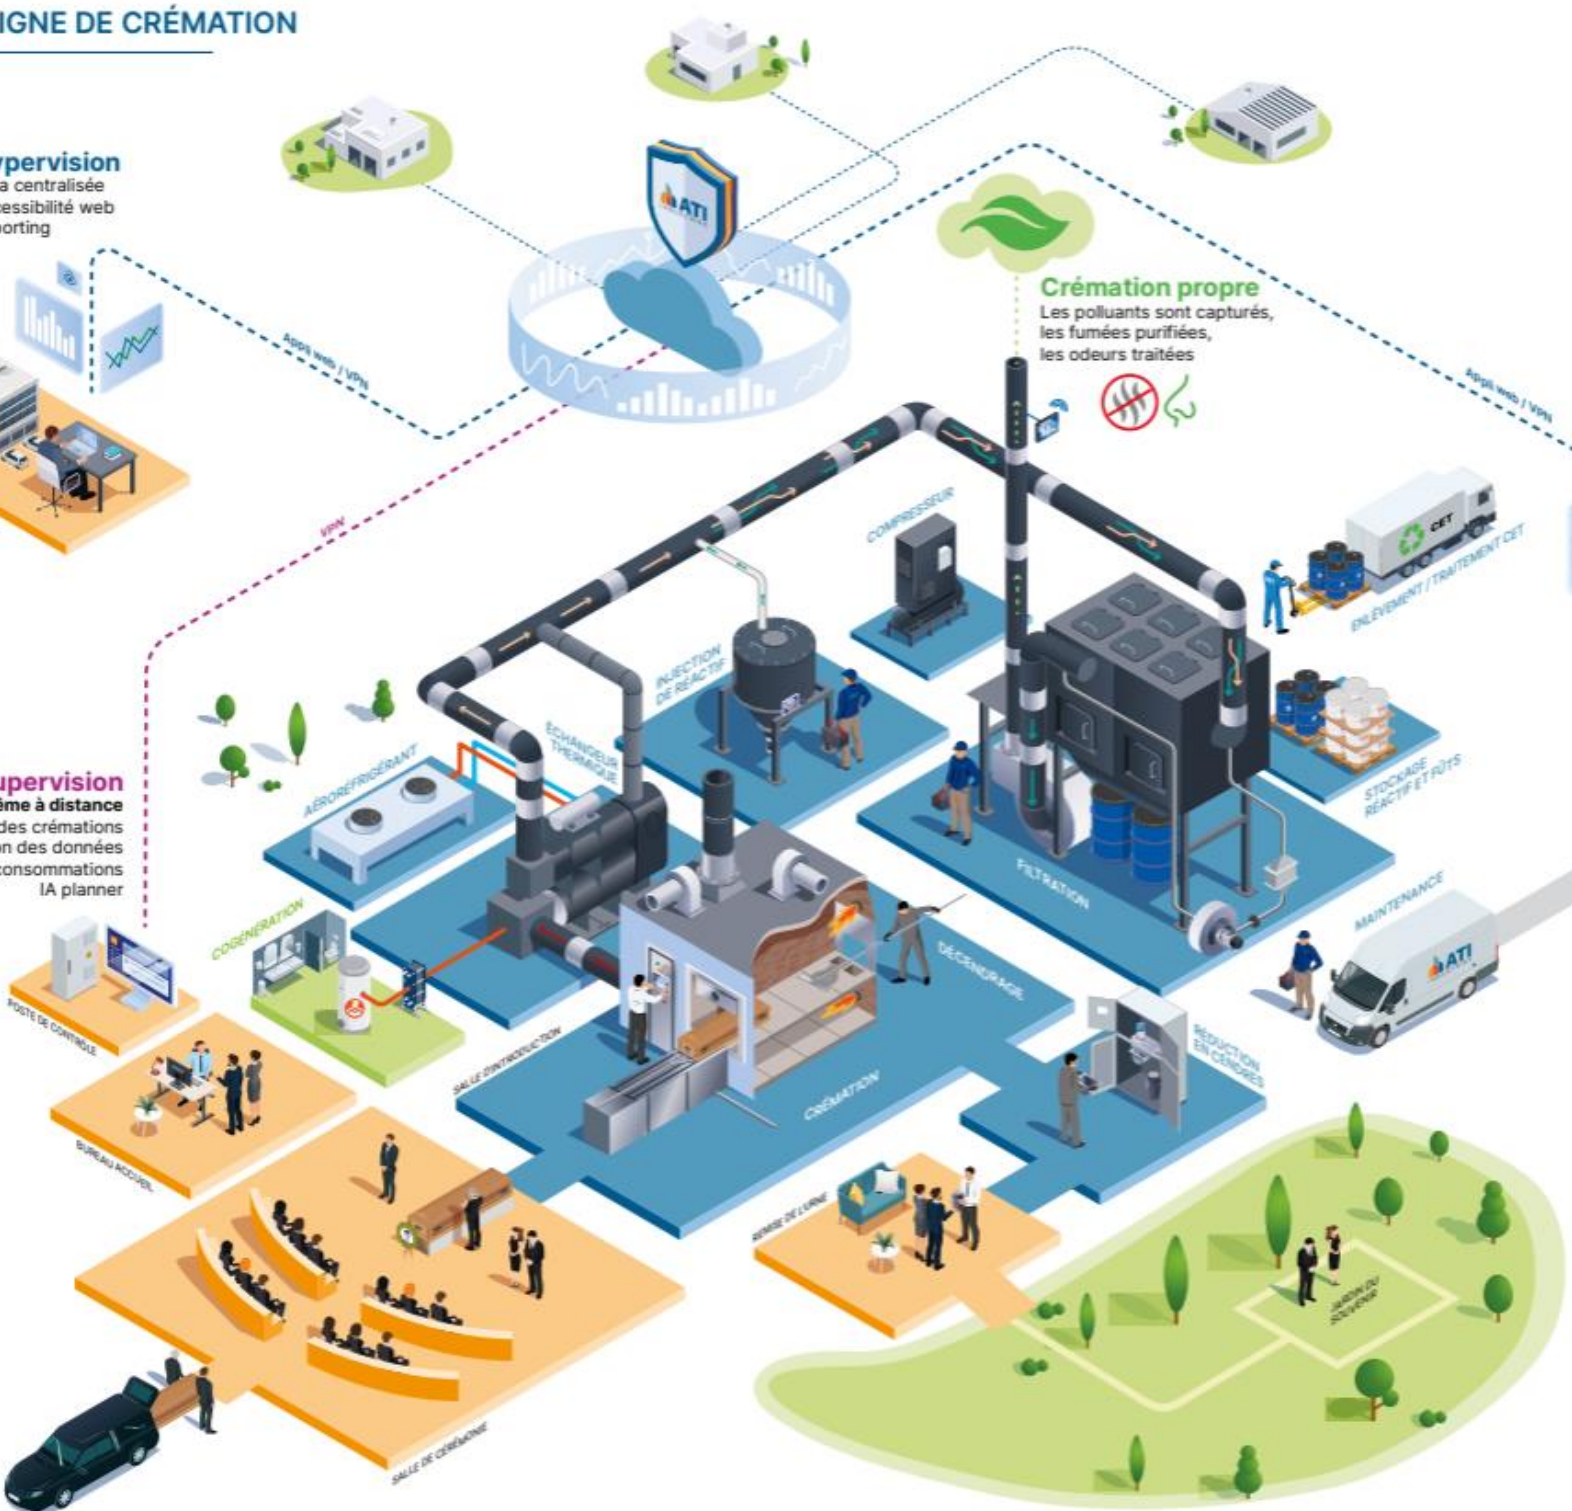 IGNE DE CRÉMATION
ypervision
a centralisée
cessibilité web
porting
ATI
Crémation propre
Les polluants sont capturés,
les fumées purifiées,
les odeurs traitées
Appli web / VPN
Appli web / VPN
VPN
COMPRESSEUR
CET
ENLÈVEMENT / TRAITEMENT CET
INJECTION
DE RÉACTIF
ÉCHANGEUR
THERMIQUE
AÉRORÉFRIGÉRANT
STOCKAGE
RÉACTIF ET FÛTS
upervision
ême à distance
des crémations
on des données
consommations
IA planner
FILTRATION
MAINTENANCE
ATI
COGÉNÉRATION
DÉCENDRAGE
POSTE DE CONTRÔLE
SALLE D'INTRODUCTION
CRÉMATION
RÉDUCTION
EN CENDRES
BUREAU ACCUEIL
REMISE DE L'URNE
JARDIN DU
SOUVENIR
SALLE DE CÉRÉMONIE